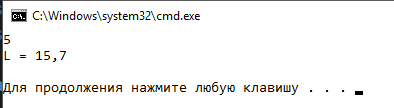 C:\Windows\system32\cmd.exe
5
L = 15,7
Для продолжения нажмите любую клавишу . . .